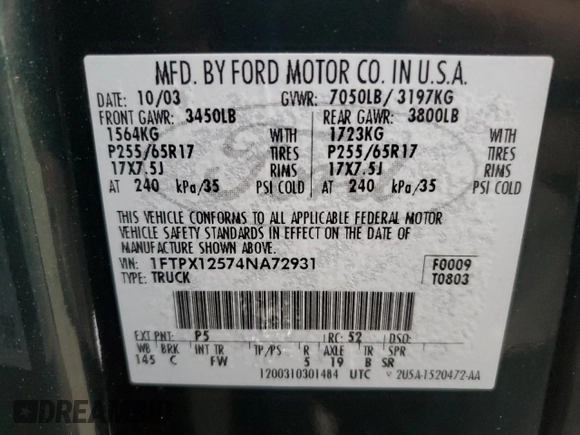 MFD. BY FORD MOTOR CO. IN U.S.A.
DATE: 10/03 GVWR: 7050LB/ 3197KG
FRONT GAWR: 3450LB REAR GAWR: 3800LB
1564KG WITH 1723KG WITH
P255/65R17 TIRES P255/65R17 TIRES
17X7.5J RIMS 17X7.5J RIMS
AT 240 kPa/35 PSI COLD AT 240 kPa/35 PSI COLD
THIS VEHICLE CONFORMS TO ALL APPLICABLE FEDERAL MOTOR
VEHICLE SAFETY STANDARDS IN EFFECT ON THE DATE OF
MANUFACTURE SHOWN ABOVE.
VIN: 1FTPX12574NA72931 F0009
TYPE: TRUCK T0803
EXT PNT: P5 RC: 52 DSO:
WB BRK INT TR TP/PS R AXLE TR SPR
145 C FW 5 19 B SR
1200310301484 UTC 2U5A-1520472-AA
Ford
DREAM